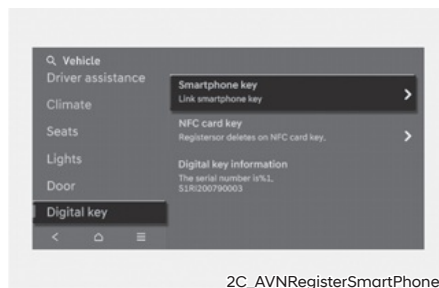 Vehicle
Driver assistance
Climate
Seats
Lights
Door
Digital key
Smartphone key
Link smartphone key
NFC card key
Registersor deletes on NFC card key.
Digital key information
The serial number is%1.
S1RI200790003
2C_AVNRegisterSmartPhone